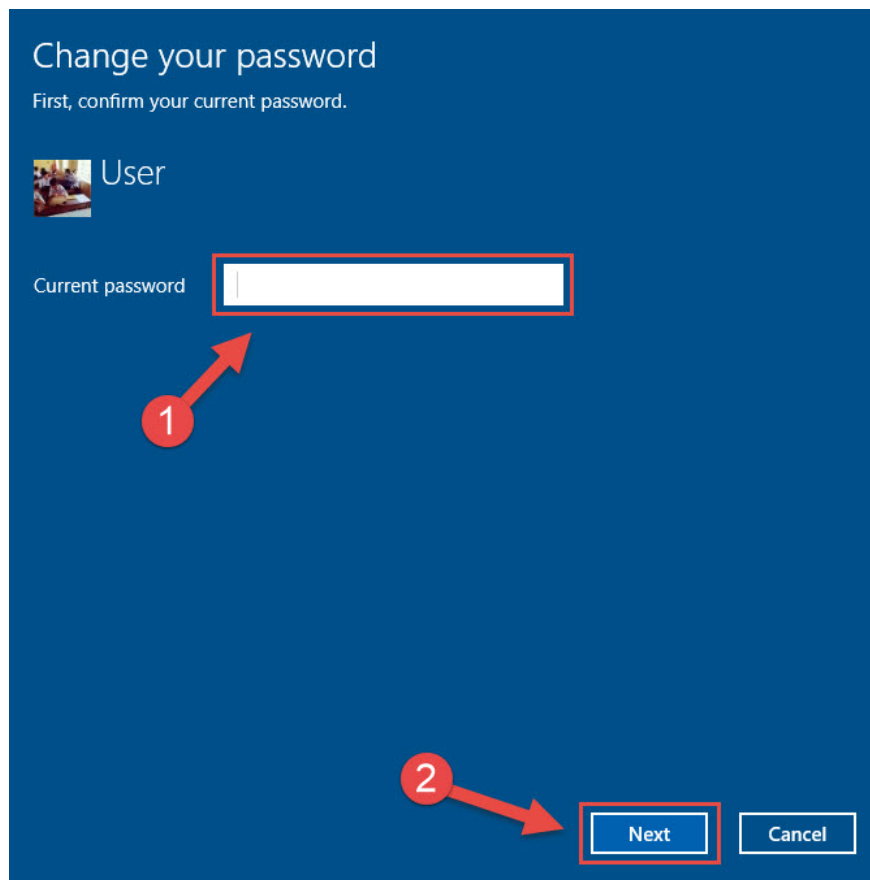 Change your password
First, confirm your current password.
User
Current password
1
2
Next
Cancel